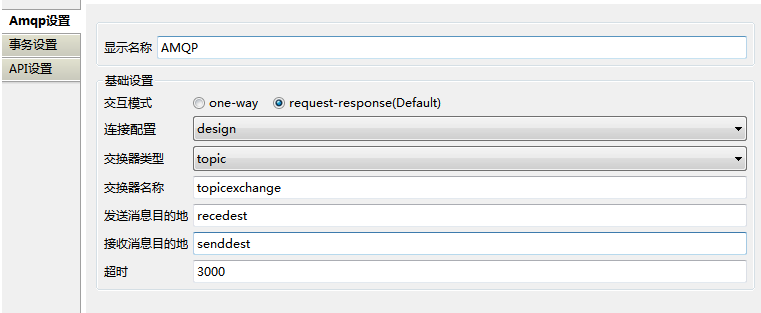 Amqp设置
事务设置
API设置
显示名称 AMQP
基础设置
交互模式 one-way request-response(Default)
连接配置 design
交换器类型 topic
交换器名称 topicexchange
发送消息目的地 recedest
接收消息目的地 senddest
超时 3000